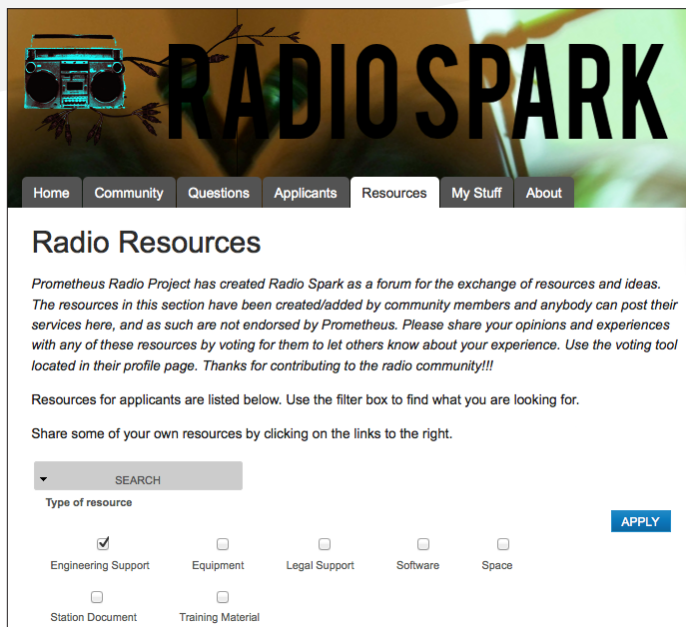 RADIO SPARK
Home Community Questions Applicants Resources My Stuff About
Radio Resources
Prometheus Radio Project has created Radio Spark as a forum for the exchange of resources and ideas.
The resources in this section have been created/added by community members and anybody can post their
services here, and as such are not endorsed by Prometheus. Please share your opinions and experiences
with any of these resources by voting for them to let others know about your experience. Use the voting tool
located in their profile page. Thanks for contributing to the radio community!!!
Resources for applicants are listed below. Use the filter box to find what you are looking for.
Share some of your own resources by clicking on the links to the right.
SEARCH
Type of resource
APPLY
Engineering Support Equipment Legal Support Software Space
Station Document Training Material